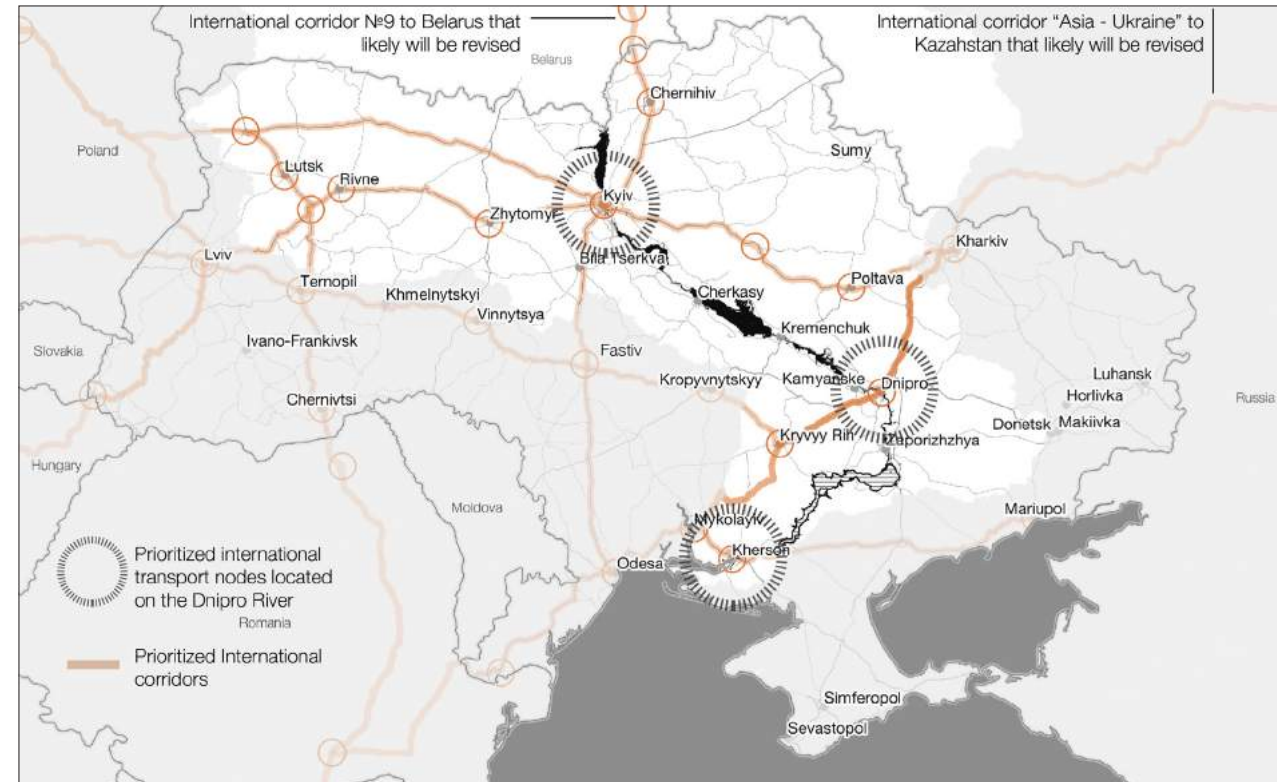 International corridor №9 to Belarus that
likely will be revised
International corridor “Asia - Ukraine” to
Kazahstan that likely will be revised
Belarus
Chernihiv
Sumy
Poland
Lutsk
Rivne
Kyiv
Zhytomyr
Kharkiv
Lviv
Bila Tserkva
Poltava
Ternopil
Khmelnytskyi
Cherkasy
Vinnytsya
Kremenchuk
Ivano-Frankivsk
Slovakia
Fastiv
Kropyvnytskyy
Kamyanske
Dnipro
Luhansk
Horlivka
Russia
Chernivtsi
Donetsk
Makiivka
Kryvyy Rih
Zaporizhzhya
Hungary
Moldova
Mariupol
Mykolayiv
Kherson
Odesa
Prioritized international
transport nodes located
on the Dnipro River
Romania
Prioritized International
corridors
Simferopol
Sevastopol